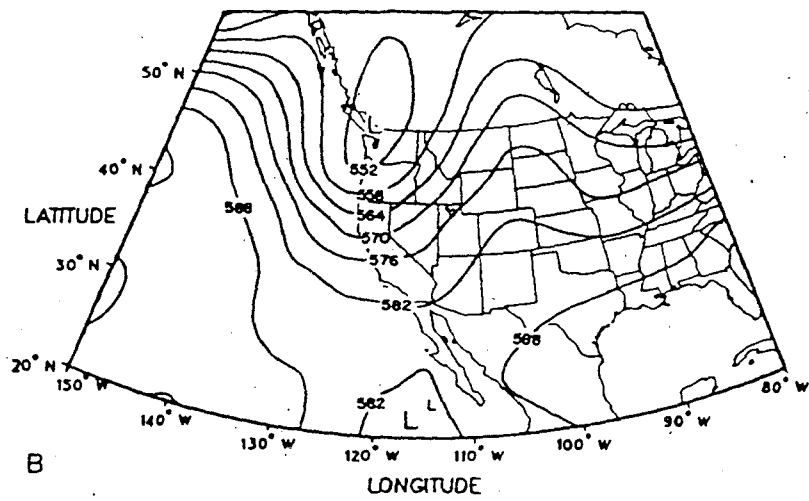 50° N
40° N
LATITUDE
30° N
20° N
150° W
140° W
130° W
120° W
110° W
100° W
90° W
80° W
LONGITUDE
B
L
552
558
564
570
576
582
588
588
582
L
L